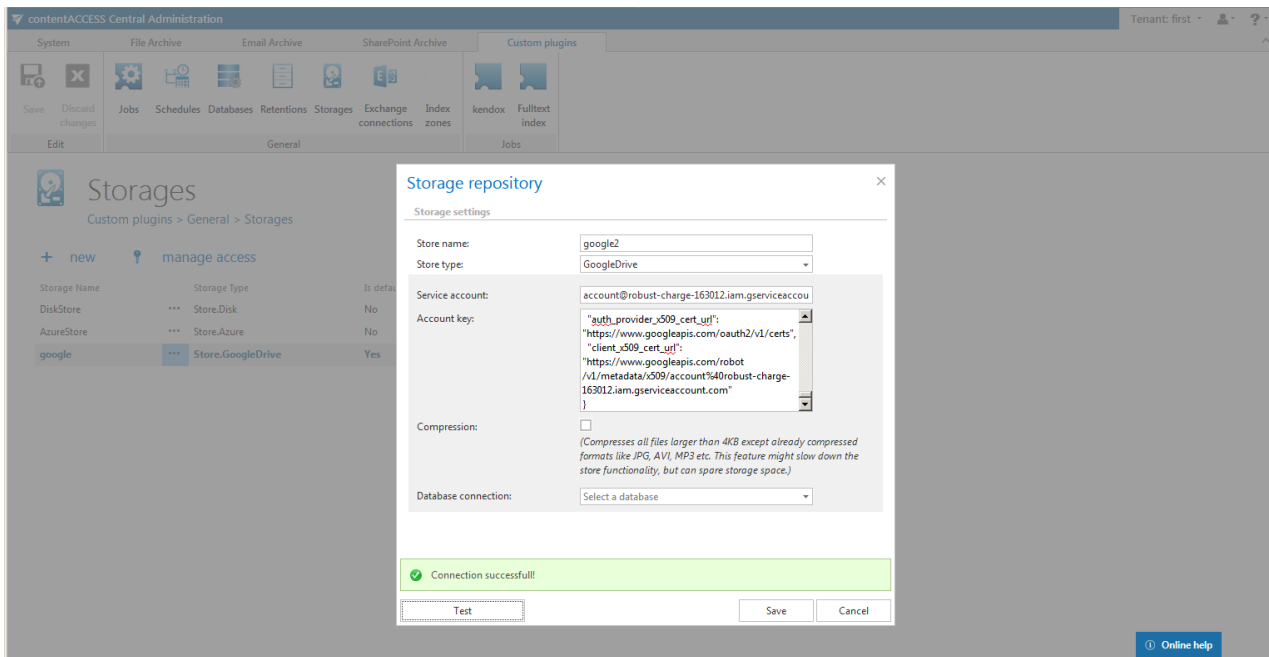 contentACCESS Central Administration
Tenant: first
?
System
File Archive
Email Archive
SharePoint Archive
Custom plugins
Save
Discard changes
Jobs
Schedules
Databases
Retentions
Storages
Exchange connections
Index zones
kendox
Fulltext index
Edit
General
Jobs
Storages
Custom plugins > General > Storages
+ new
manage access
Storage Name
Storage Type
Is defau
DiskStore
···
Store.Disk
No
AzureStore
···
Store.Azure
No
google
···
Store.GoogleDrive
Yes
Storage repository
×
Storage settings
Store name:
google2
Store type:
GoogleDrive
Service account:
account@robust-charge-163012.iam.gserviceaccou
Account key:
"auth_provider_x509_cert_url":
"https://www.googleapis.com/oauth2/v1/certs",
"client_x509_cert_url":
"https://www.googleapis.com/robot
/v1/metadata/x509/account%40robust-charge-
163012.iam.gserviceaccount.com"
}
Compression:
(Compresses all files larger than 4KB except already compressed
formats like JPG, AVI, MP3 etc. This feature might slow down the
store functionality, but can spare storage space.)
Database connection:
Select a database
Connection successfull!
Test
Save
Cancel
Online help